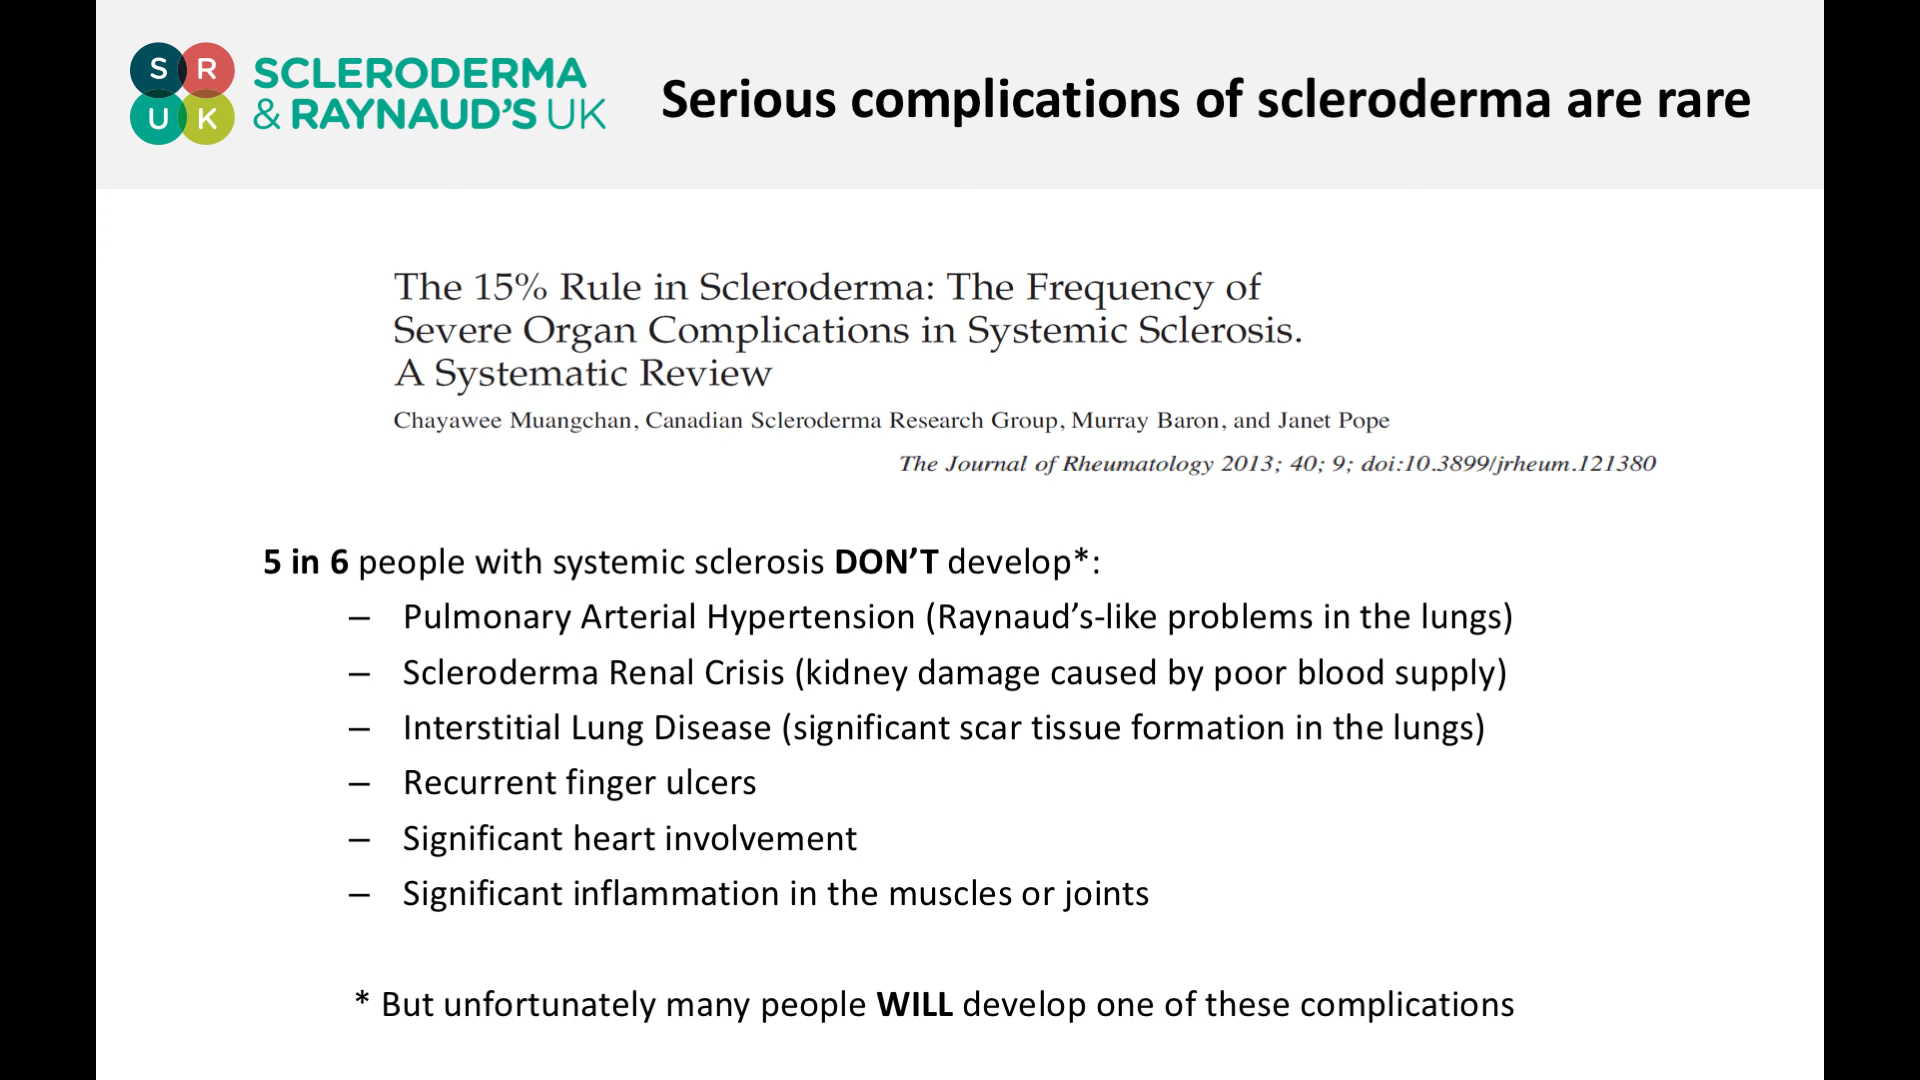 S R
U K
SCLERODERMA
& RAYNAUD'S UK
Serious complications of scleroderma are rare
The 15% Rule in Scleroderma: The Frequency of
Severe Organ Complications in Systemic Sclerosis.
A Systematic Review
Chayawee Muangchan, Canadian Scleroderma Research Group, Murray Baron, and Janet Pope
The Journal of Rheumatology 2013; 40; 9; doi:10.3899/jrheum.121380
5 in 6 people with systemic sclerosis DON'T develop*:
– Pulmonary Arterial Hypertension (Raynaud's-like problems in the lungs)
– Scleroderma Renal Crisis (kidney damage caused by poor blood supply)
– Interstitial Lung Disease (significant scar tissue formation in the lungs)
– Recurrent finger ulcers
– Significant heart involvement
– Significant inflammation in the muscles or joints
* But unfortunately many people WILL develop one of these complications